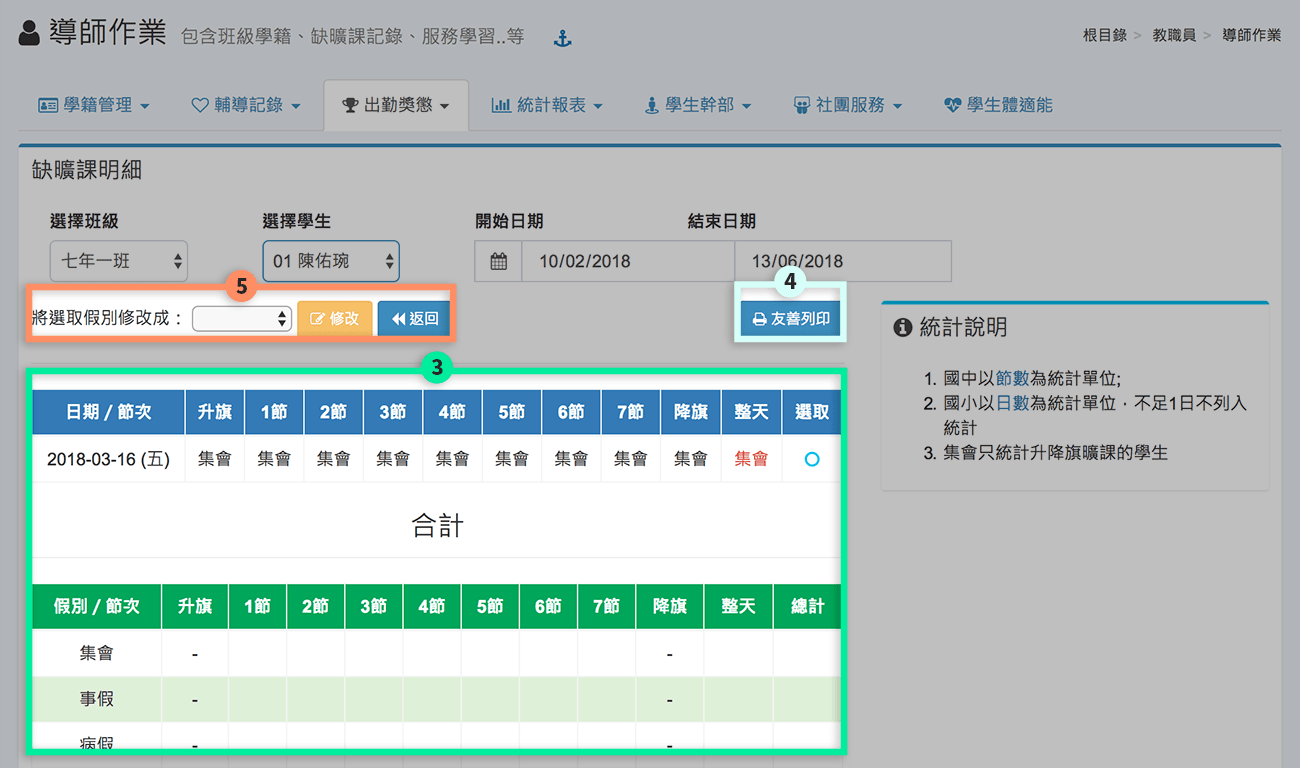 導師作業 包含班級學籍、缺曠課記錄、服務學習..等
根目錄 > 教職員 > 導師作業
學籍管理 輔導記錄 出勤獎懲 統計報表 學生幹部 社團服務 學生體適能
缺曠課明細
選擇班級 選擇學生 開始日期 結束日期
七年一班 01 陳佑琬 10/02/2018 13/06/2018
5 4
將選取假別修改成： 修改 返回 友善列印
統計說明
1. 國中以節數為統計單位;
2. 國小以日數為統計單位，不足1日不列入
統計
3. 集會只統計升降旗曠課的學生
3
日期 / 節次 升旗 1節 2節 3節 4節 5節 6節 7節 降旗 整天 選取
2018-03-16 (五) 集會 集會 集會 集會 集會 集會 集會 集會 集會 集會
合計
假別 / 節次 升旗 1節 2節 3節 4節 5節 6節 7節 降旗 整天 總計
集會 - -
事假 - -
病假 - -